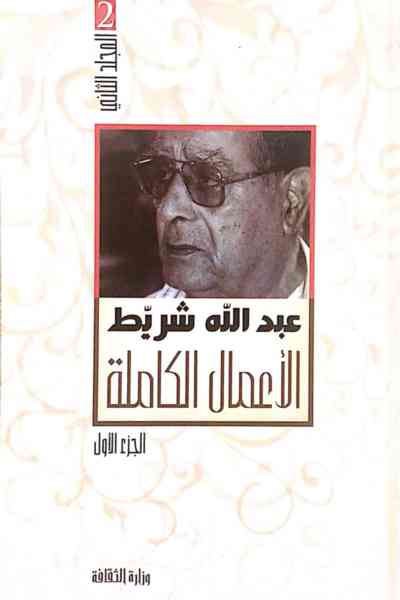 2 المجلد الثاني
عبد الله شريّط
الأعمال الكاملة
الجزء الأول
وزارة الثقافة